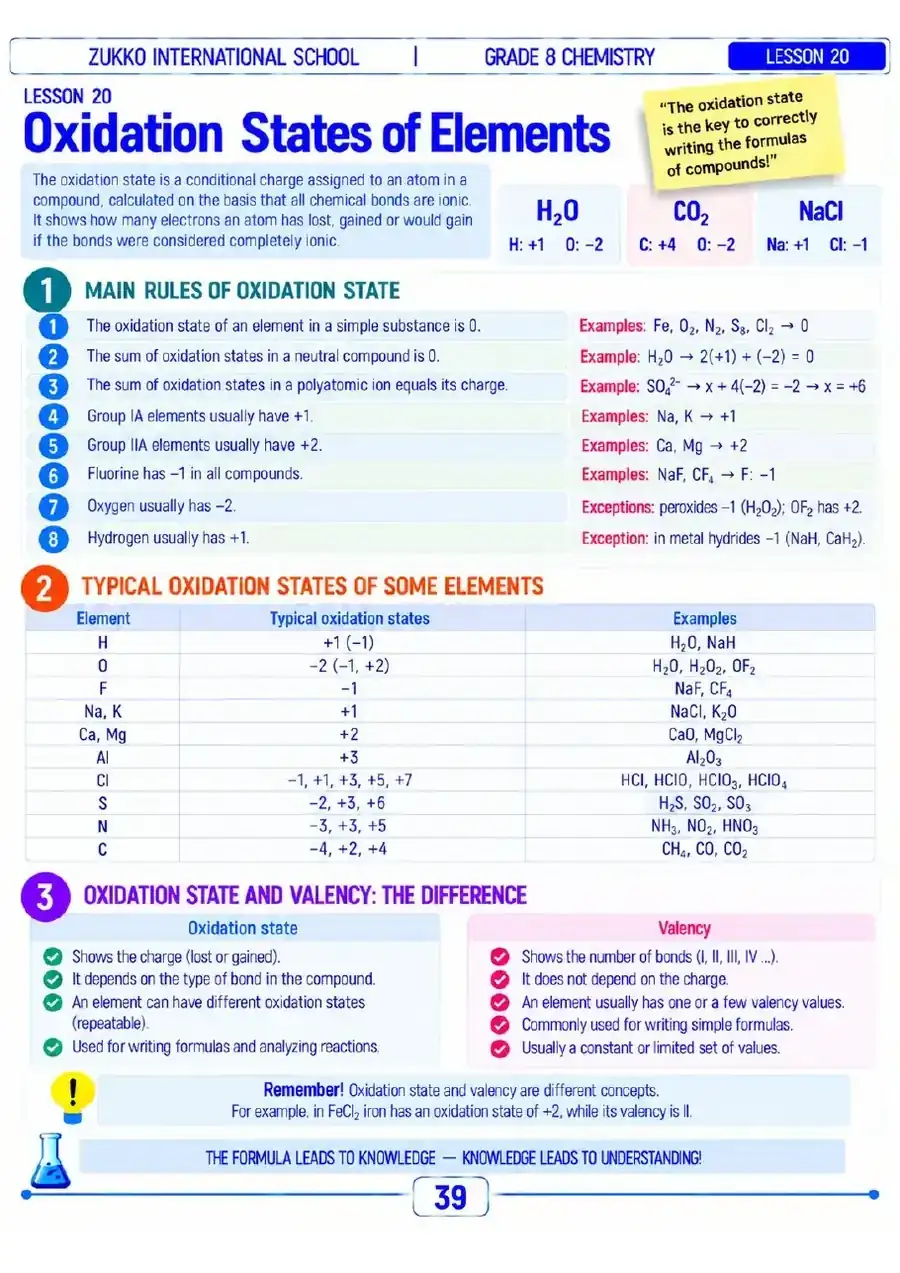 ZUKKO INTERNATIONAL SCHOOL | GRADE 8 CHEMISTRY LESSON 20
LESSON 20
Oxidation States of Elements
"The oxidation state
is the key to correctly
writing the formulas
of compounds!"
The oxidation state is a conditional charge assigned to an atom in a
compound, calculated on the basis that all chemical bonds are ionic.
It shows how many electrons an atom has lost, gained or would gain
if the bonds were considered completely ionic.
H₂O
H: +1 O: −2
CO₂
C: +4 O: −2
NaCl
Na: +1 Cl: −1
1 MAIN RULES OF OXIDATION STATE
1 The oxidation state of an element in a simple substance is 0. Examples: Fe, O₂, N₂, S₈, Cl₂ → 0
2 The sum of oxidation states in a neutral compound is 0. Example: H₂O → 2(+1) + (−2) = 0
3 The sum of oxidation states in a polyatomic ion equals its charge. Example: SO₄²⁻ → x + 4(−2) = −2 → x = +6
4 Group IA elements usually have +1. Examples: Na, K → +1
5 Group IIA elements usually have +2. Examples: Ca, Mg → +2
6 Fluorine has −1 in all compounds. Examples: NaF, CF₄ → F: −1
7 Oxygen usually has −2. Exceptions: peroxides −1 (H₂O₂); OF₂ has +2.
8 Hydrogen usually has +1. Exception: in metal hydrides −1 (NaH, CaH₂).
2 TYPICAL OXIDATION STATES OF SOME ELEMENTS
Element Typical oxidation states Examples
H +1 (−1) H₂O, NaH
O −2 (−1, +2) H₂O, H₂O₂, OF₂
F −1 NaF, CF₄
Na, K +1 NaCl, K₂O
Ca, Mg +2 CaO, MgCl₂
Al +3 Al₂O₃
Cl −1, +1, +3, +5, +7 HCl, HClO, HClO₃, HClO₄
S −2, +3, +6 H₂S, SO₂, SO₃
N −3, +3, +5 NH₃, NO₂, HNO₃
C −4, +2, +4 CH₄, CO, CO₂
3 OXIDATION STATE AND VALENCY: THE DIFFERENCE
Oxidation state
Shows the charge (lost or gained).
It depends on the type of bond in the compound.
An element can have different oxidation states
(repeatable).
Used for writing formulas and analyzing reactions.
Valency
Shows the number of bonds (I, II, III, IV ...).
It does not depend on the charge.
An element usually has one or a few valency values.
Commonly used for writing simple formulas.
Usually a constant or limited set of values.
! Remember! Oxidation state and valency are different concepts.
For example, in FeCl₂ iron has an oxidation state of +2, while its valency is II.
THE FORMULA LEADS TO KNOWLEDGE — KNOWLEDGE LEADS TO UNDERSTANDING!
39